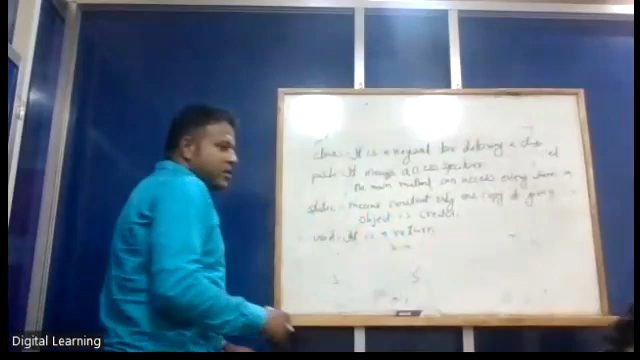 class:- It is a keyword for defining a class
public:- It means a access specifier
The main method can access every where in
static:- means constant only one copy of given
object is created.
void:- It is a return
Digital Learning